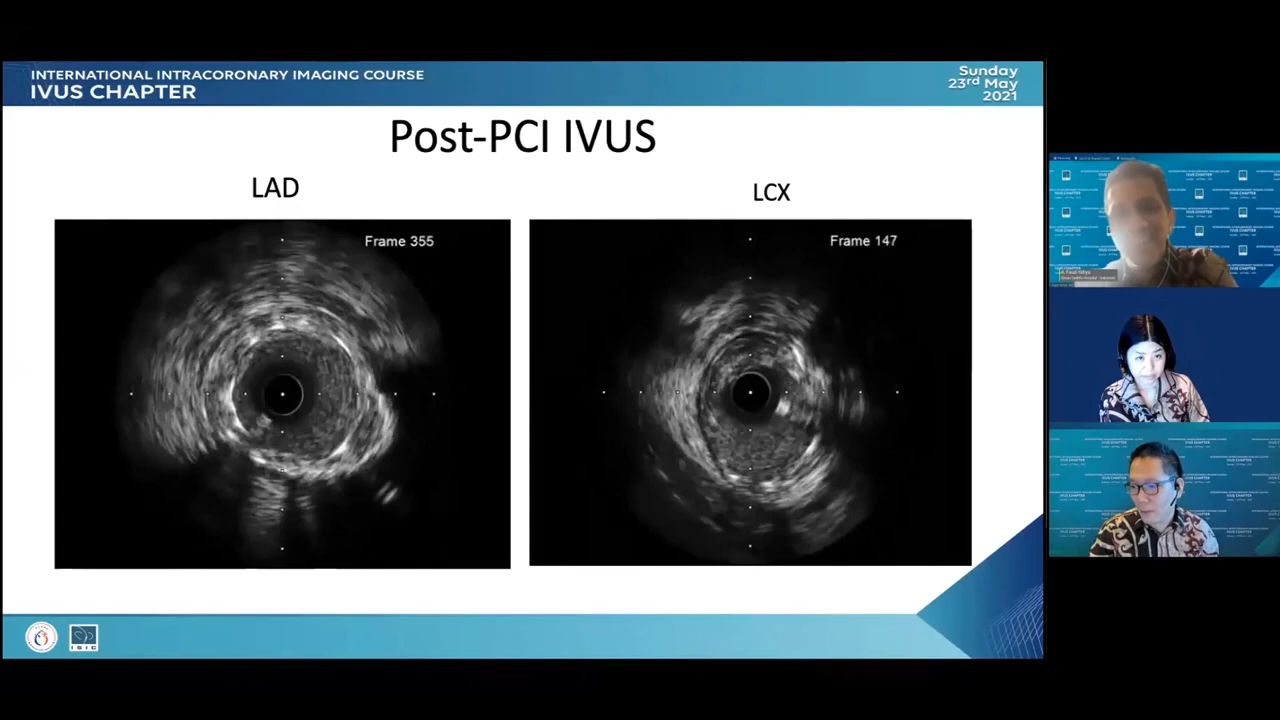 INTERNATIONAL INTRACORONARY IMAGING COURSE
IVUS CHAPTER
Sunday
23rd May
2021
Post-PCI IVUS
LAD
LCX
Frame 355
Frame 147
ISIC